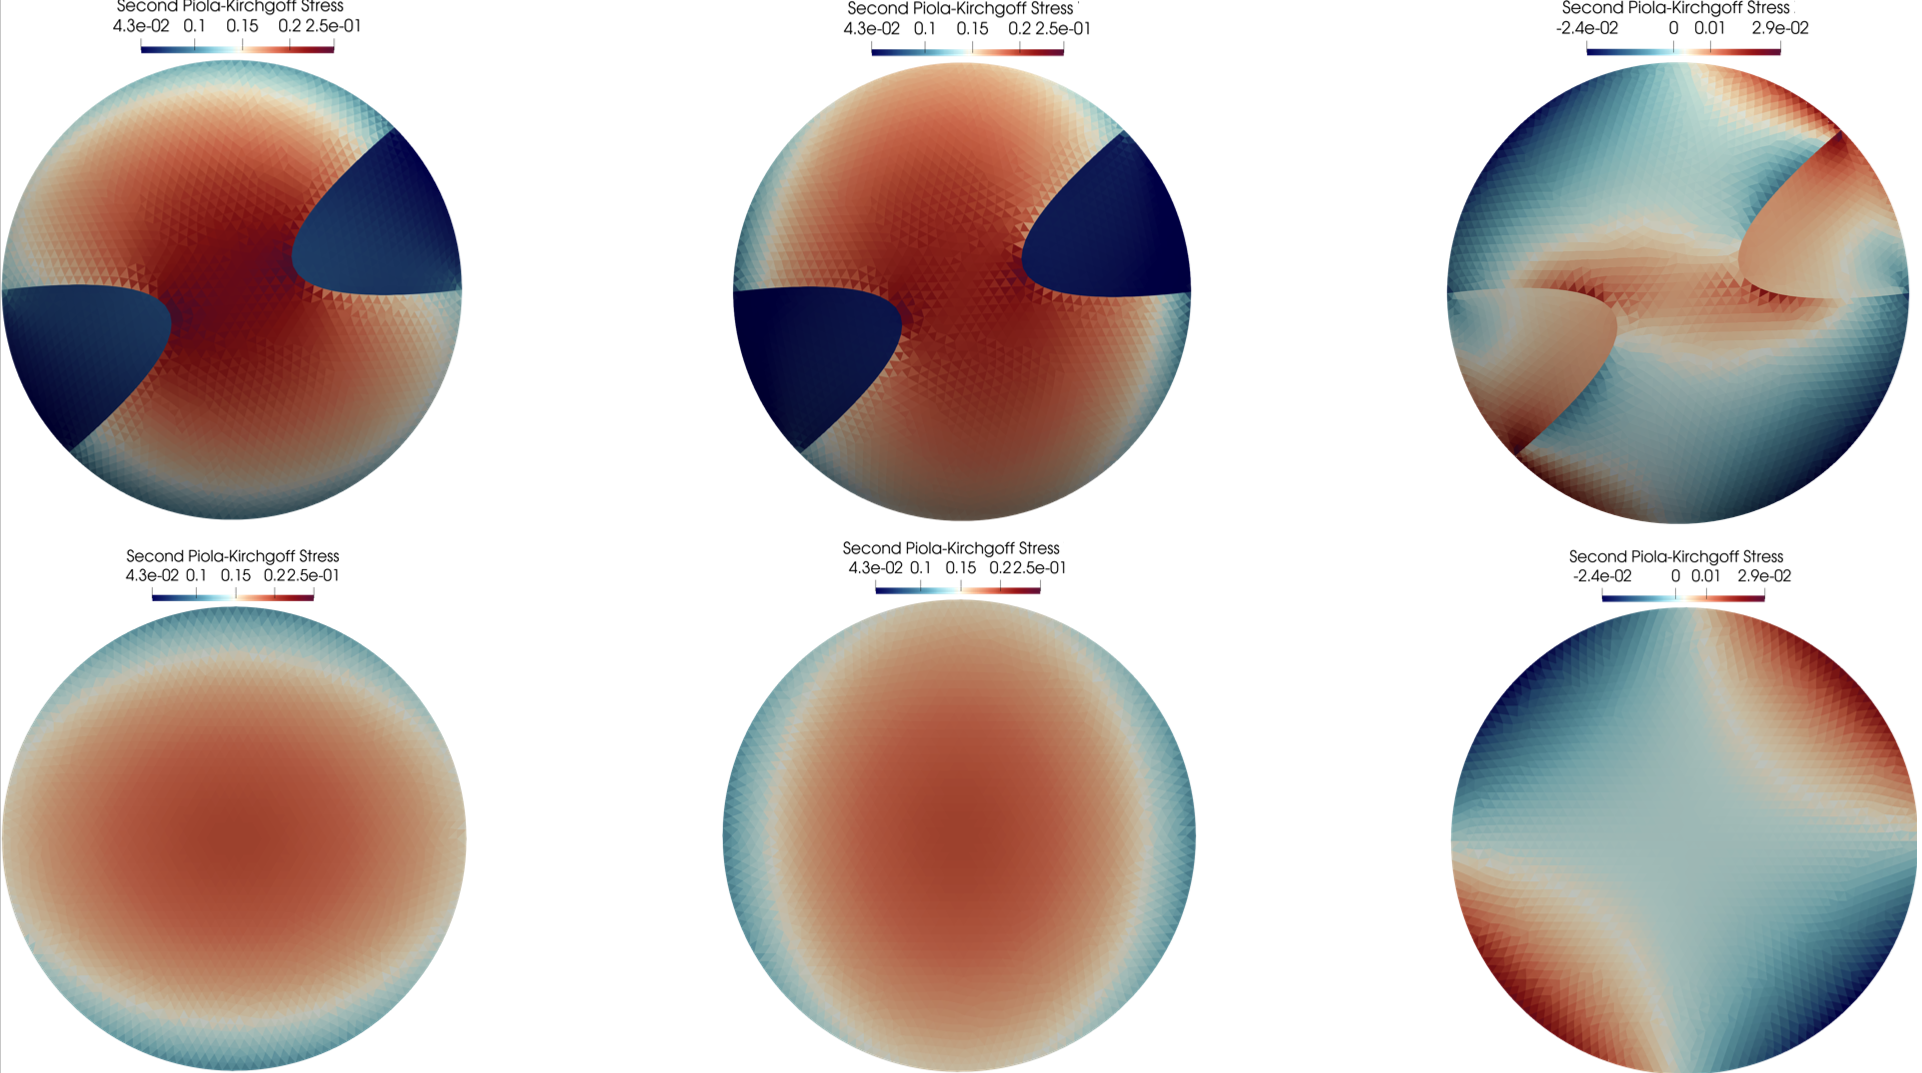 Second Piola-Kirchgoff Stress
4.3e-02 0.1 0.15 0.2 2.5e-01
Second Piola-Kirchgoff Stress
4.3e-02 0.1 0.15 0.2 2.5e-01
Second Piola-Kirchgoff Stress
-2.4e-02 0 0.01 2.9e-02
Second Piola-Kirchgoff Stress
4.3e-02 0.1 0.15 0.22.5e-01
Second Piola-Kirchgoff Stress
4.3e-02 0.1 0.15 0.22.5e-01
Second Piola-Kirchgoff Stress
-2.4e-02 0 0.01 2.9e-02